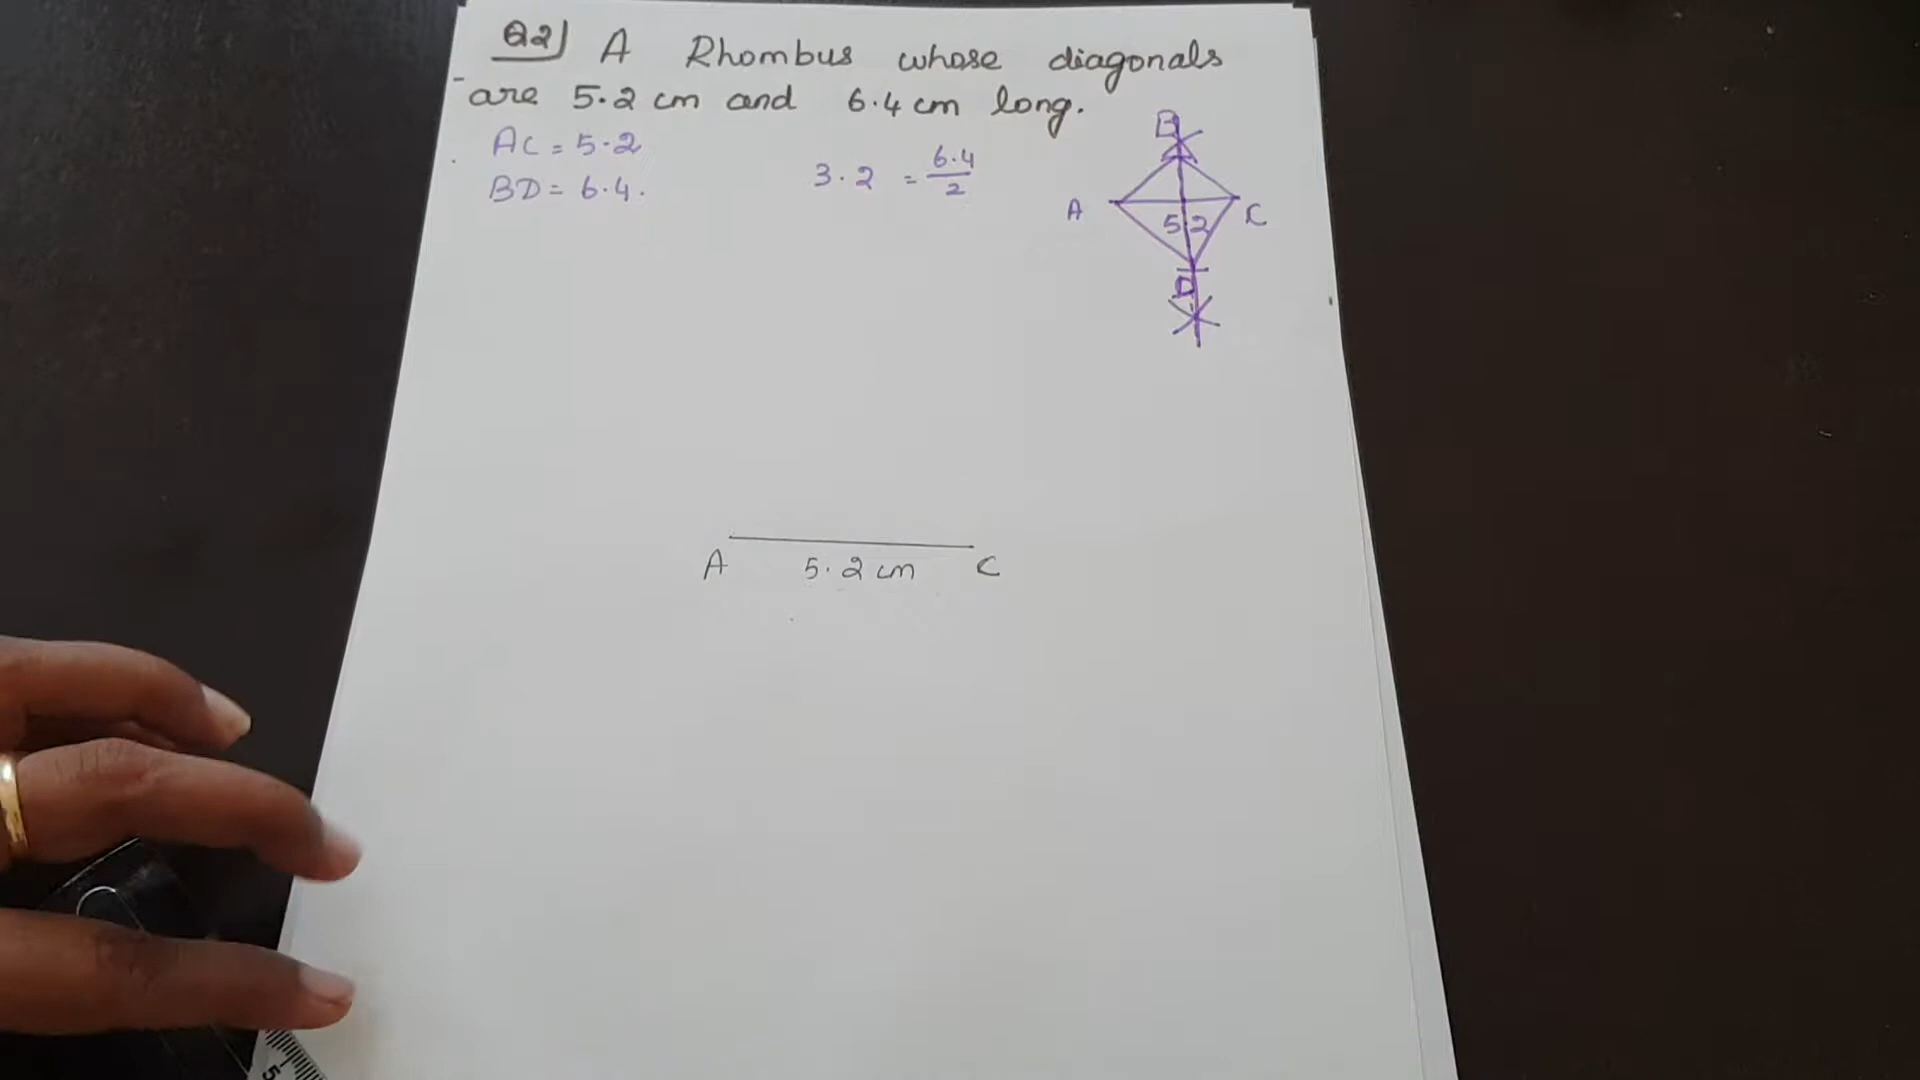 Q2) A Rhombus whose diagonals
are 5.2 cm and 6.4 cm long.
AC = 5.2
BD = 6.4.
3.2 = 6.4/2
B
A
C
5.2
D
A 5.2 cm C
5